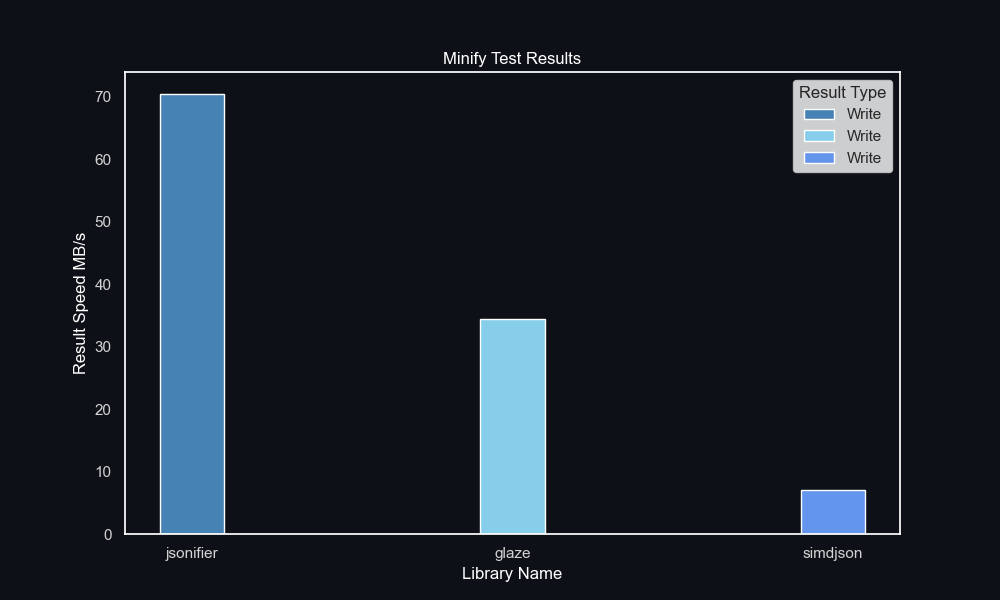 Minify Test Results
Result Type
Write
Write
Write
70
60
50
40
30
20
10
0
Result Speed MB/s
jsonifier
glaze
simdjson
Library Name